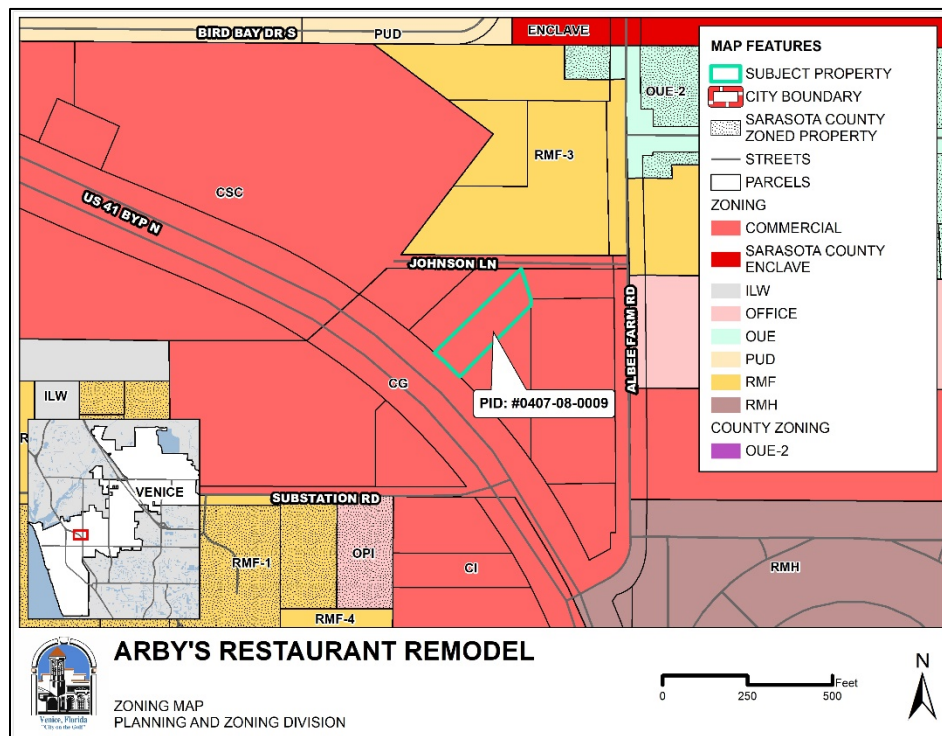 BIRD BAY DR S
PUD
ENCLAVE
OUE-2
RMF-3
CSC
US 41 BYP N
JOHNSON LN
ALBEE FARM RD
CG
PID: #0407-08-0009
ILW
R
VENICE
SUBSTATION RD
RMF-1
OPI
CI
RMH
RMF-4
MAP FEATURES
SUBJECT PROPERTY
CITY BOUNDARY
SARASOTA COUNTY
ZONED PROPERTY
STREETS
PARCELS
ZONING
COMMERCIAL
SARASOTA COUNTY
ENCLAVE
ILW
OFFICE
OUE
PUD
RMF
RMH
COUNTY ZONING
OUE-2
ARBY'S RESTAURANT REMODEL
ZONING MAP
PLANNING AND ZONING DIVISION
Venice, Florida
"City on the Gulf"
0 250 500 Feet
N